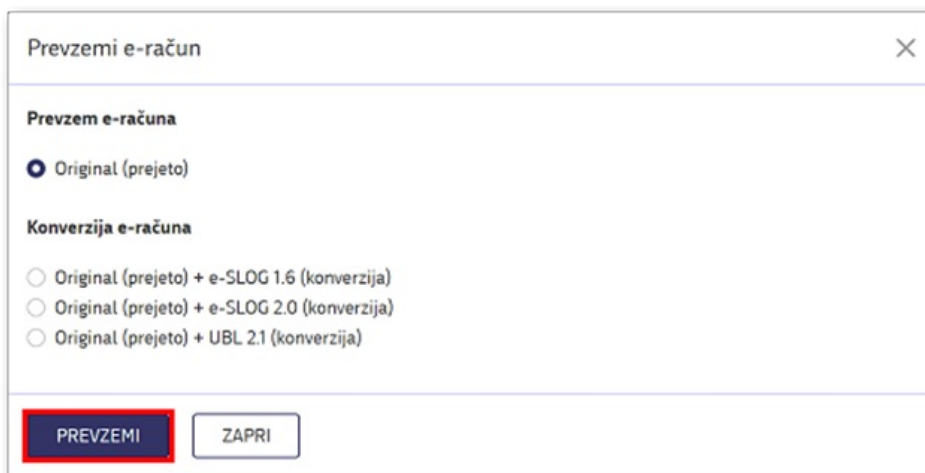 Prevzemi e-račun
Prevzem e-računa
Original (prejeto)
Konverzija e-računa
Original (prejeto) + e-SLOG 1.6 (konverzija)
Original (prejeto) + e-SLOG 2.0 (konverzija)
Original (prejeto) + UBL 2.1 (konverzija)
PREVZEMI ZAPRI